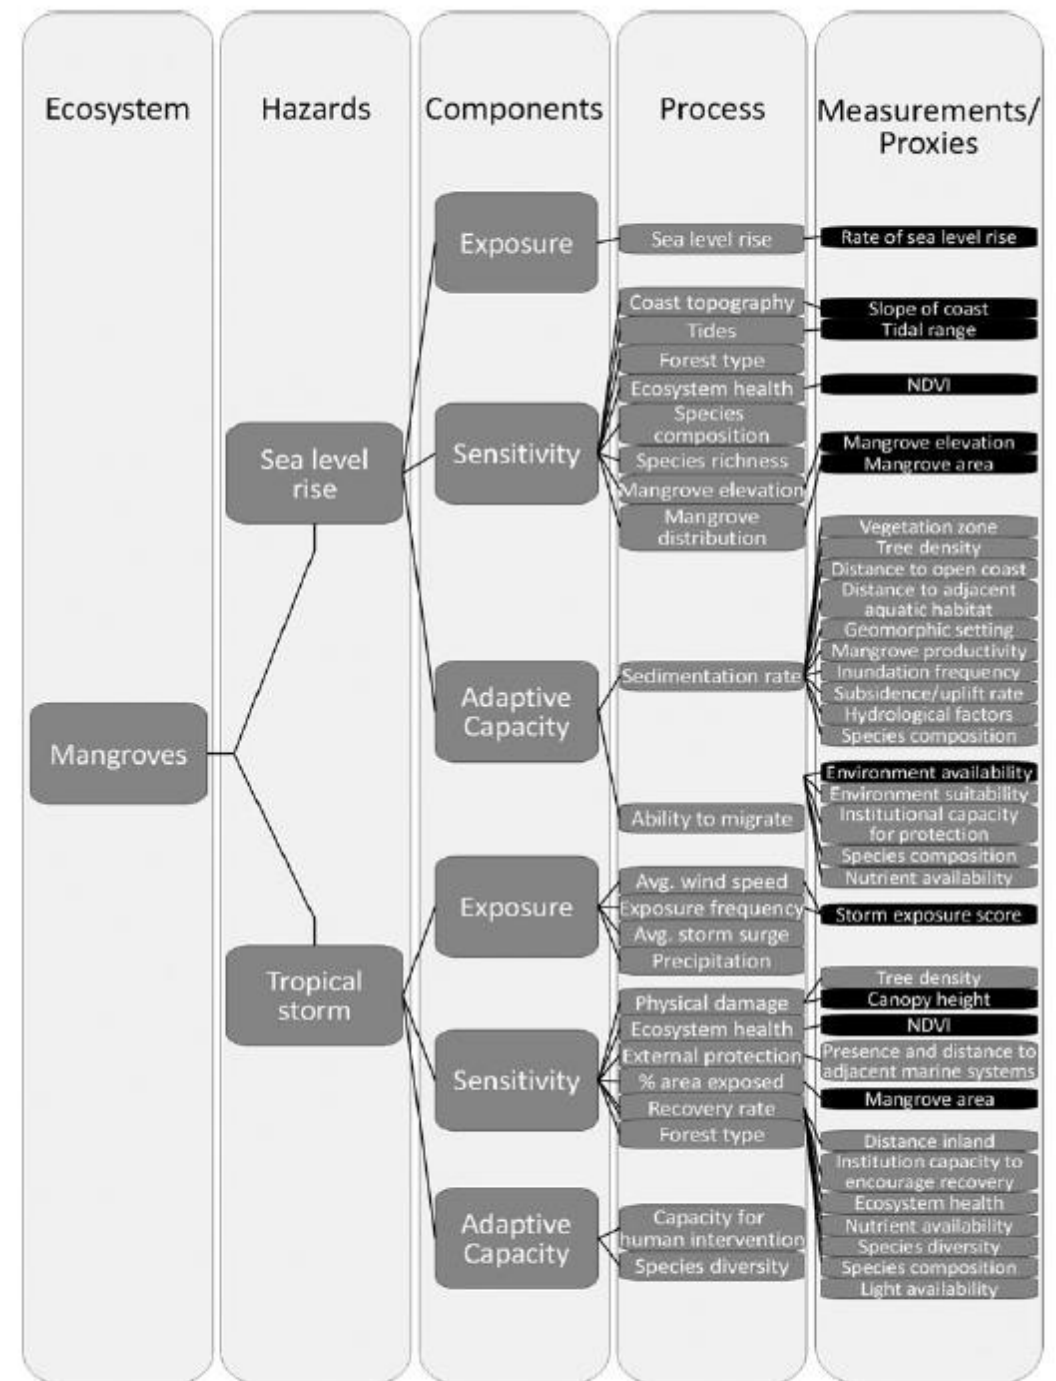 Ecosystem
Hazards
Components
Process
Measurements/
Proxies
Mangroves
Sea level
rise
Tropical
storm
Exposure
Sensitivity
Adaptive
Capacity
Exposure
Sensitivity
Adaptive
Capacity
Sea level rise
Coast topography
Tides
Forest type
Ecosystem health
Species
composition
Species richness
Mangrove elevation
Mangrove
distribution
Sedimentation rate
Ability to migrate
Avg. wind speed
Exposure frequency
Avg. storm surge
Precipitation
Physical damage
Ecosystem health
External protection
% area exposed
Recovery rate
Forest type
Capacity for
human intervention
Species diversity
Rate of sea level rise
Slope of coast
Tidal range
NDVI
Mangrove elevation
Mangrove area
Vegetation zone
Tree density
Distance to open coast
Distance to adjacent
aquatic habitat
Geomorphic setting
Mangrove productivity
Inundation frequency
Subsidence/uplift rate
Hydrological factors
Species composition
Environment availability
Environment suitability
Institutional capacity
for protection
Species composition
Nutrient availability
Storm exposure score
Tree density
Canopy height
NDVI
Presence and distance to
adjacent marine systems
Mangrove area
Distance inland
Institution capacity to
encourage recovery
Ecosystem health
Nutrient availability
Species diversity
Species composition
Light availability